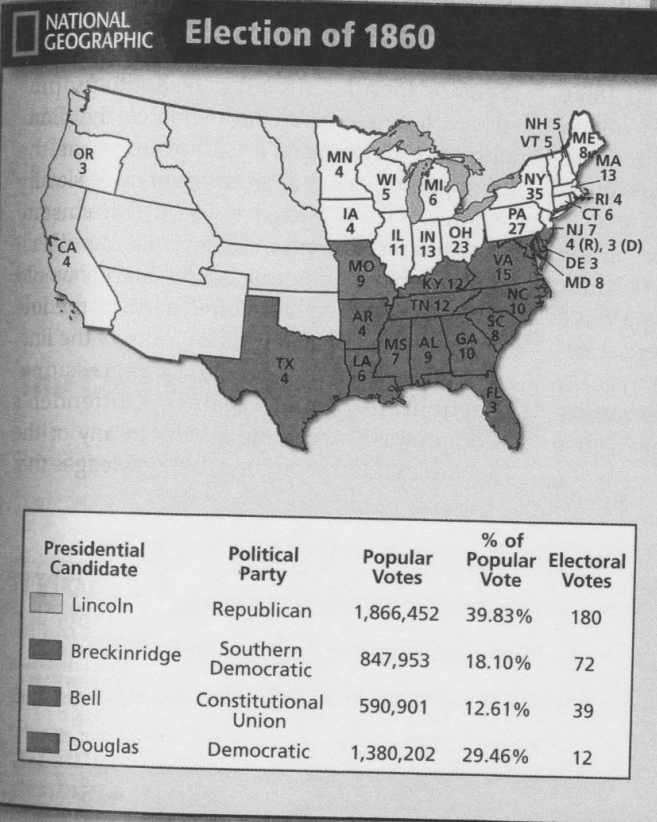 NATIONAL
GEOGRAPHIC
Election of 1860
OR
3
CA
4
MN
4
WI
5
MI
6
IA
4
IL
11
IN
13
OH
23
NH 5
VT 5
ME
8
MA
13
NY
35
RI 4
CT 6
PA
27
NJ 7
4 (R), 3 (D)
DE 3
MD 8
MO
9
KY 12
VA
15
TN 12
NC
10
AR
4
SC
8
MS
7
AL
9
GA
10
LA
6
TX
4
FL
3
Presidential Candidate
Political Party
Popular Votes
% of Popular Vote
Electoral Votes
Lincoln Republican 1,866,452 39.83% 180
Breckinridge Southern Democratic 847,953 18.10% 72
Bell Constitutional Union 590,901 12.61% 39
Douglas Democratic 1,380,202 29.46% 12